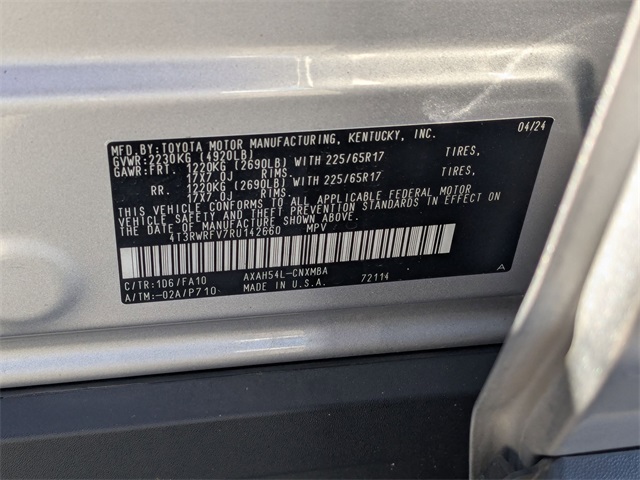 MFD.BY:TOYOTA MOTOR MANUFACTURING, KENTUCKY, INC. 04/24
GVWR:2230KG (4920LB)
GAWR:FRT. 1220KG (2690LB) WITH 225/65R17 TIRES,
17X7.0J RIMS.
RR. 1220KG (2690LB) WITH 225/65R17 TIRES,
17X7.0J RIMS.
THIS VEHICLE CONFORMS TO ALL APPLICABLE FEDERAL MOTOR
VEHICLE SAFETY AND THEFT PREVENTION STANDARDS IN EFFECT ON
THE DATE OF MANUFACTURE SHOWN ABOVE.
4T3RWRFV7RU142660 MPV
C/TR:1D6/FA10 AXAH54L-CNXMBA 72114 A
A/TM:-02A/P710 MADE IN U.S.A.